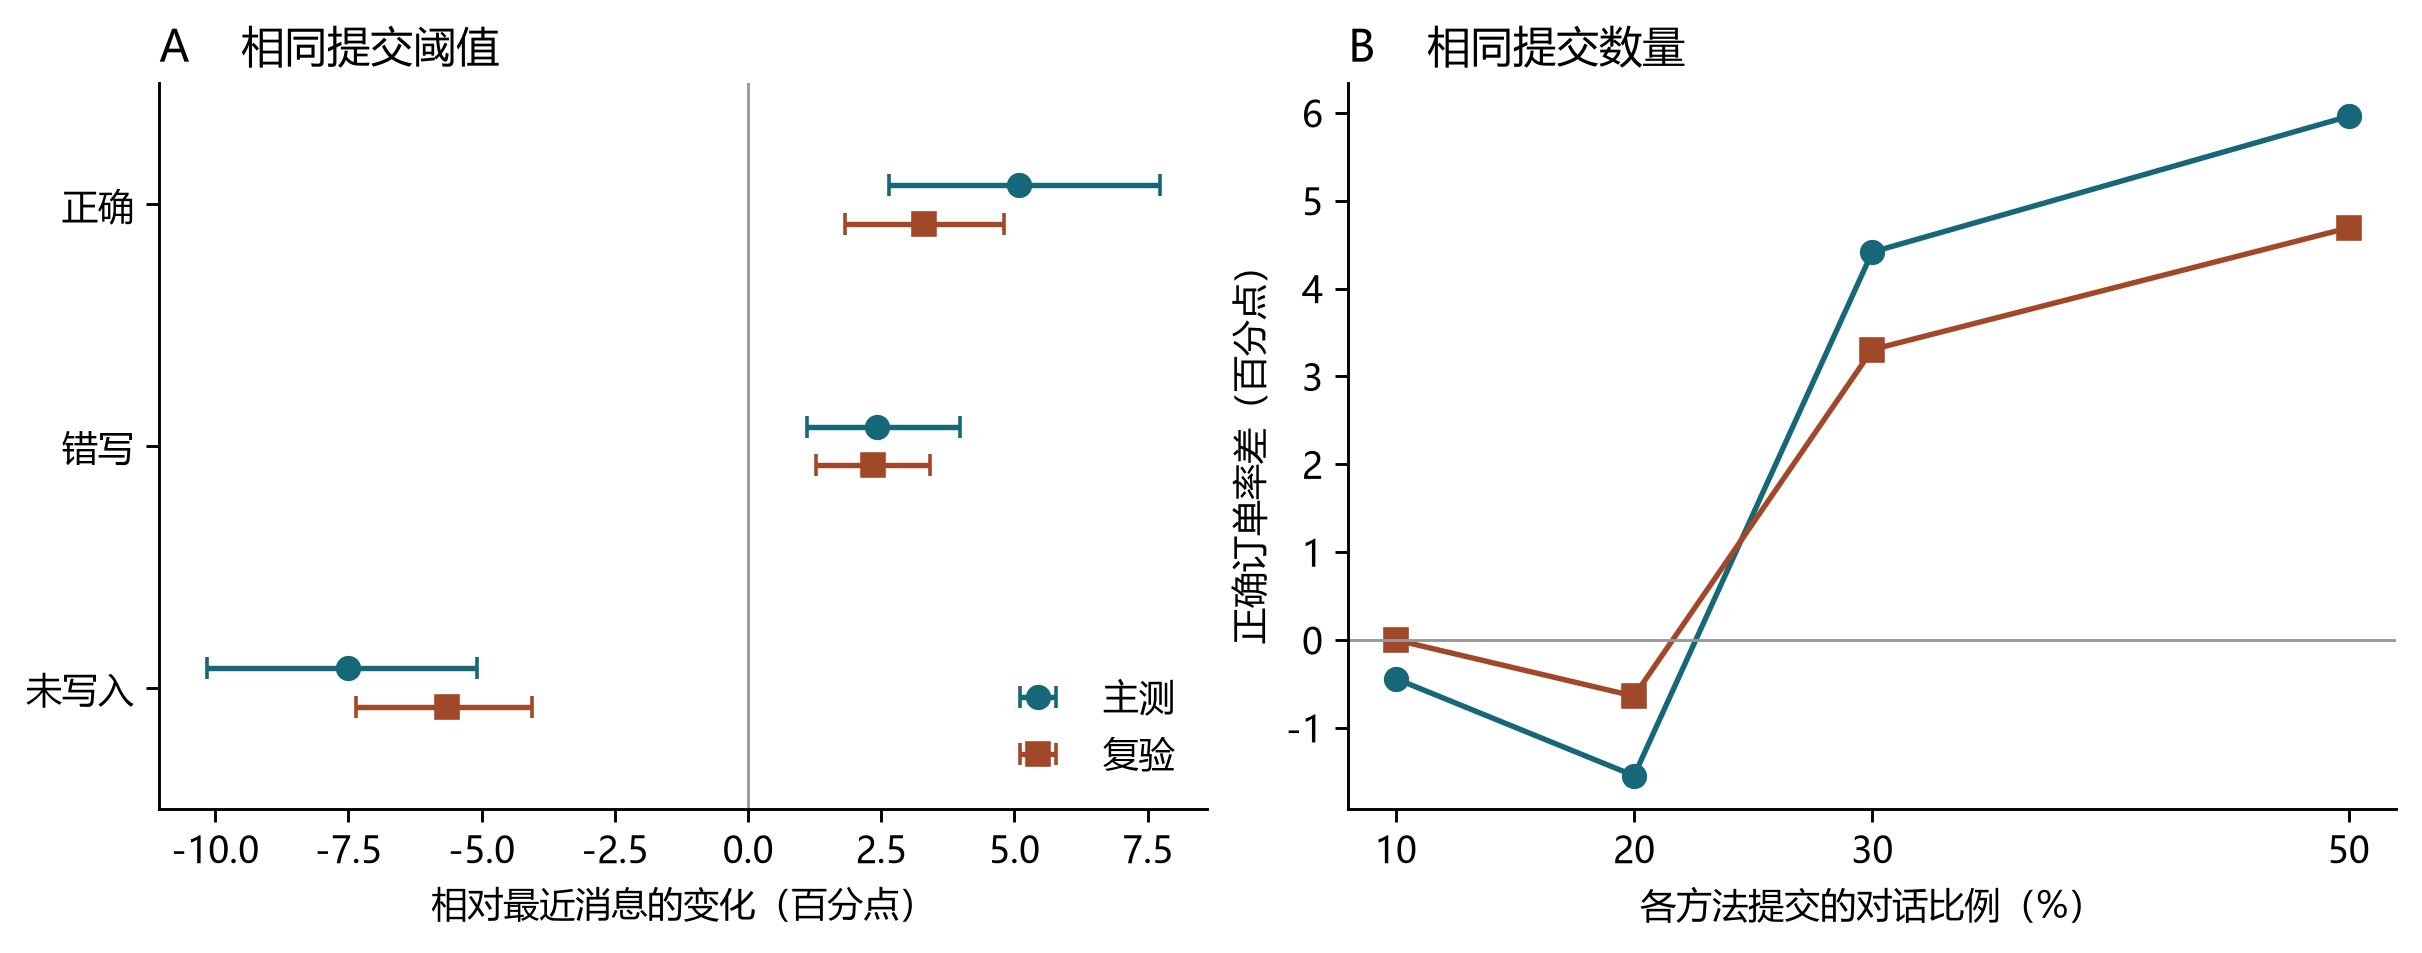 A 相同提交阈值
正确
错写
未写入
主测
复验
-10.0 -7.5 -5.0 -2.5 0.0 2.5 5.0 7.5
相对最近消息的变化（百分点）
B 相同提交数量
正确订单率差（百分点）
6
5
4
3
2
1
0
-1
10 20 30 50
各方法提交的对话比例（%）